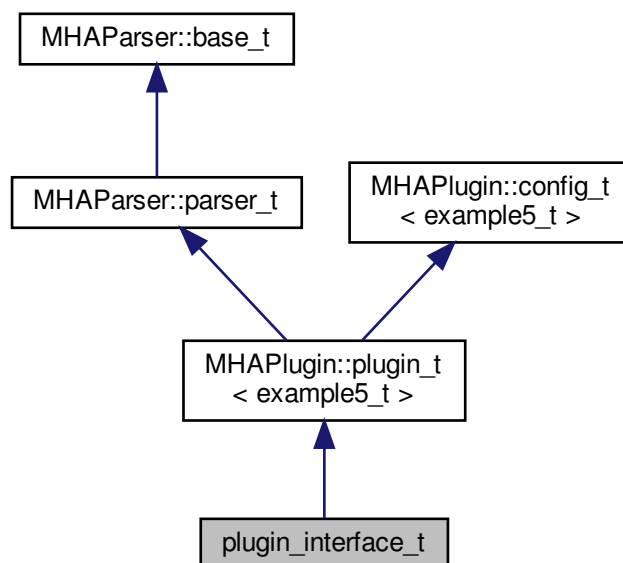 MHAParser::base_t
MHAParser::parser_t
MHAPlugin::config_t
< example5_t >
MHAPlugin::plugin_t
< example5_t >
plugin_interface_t